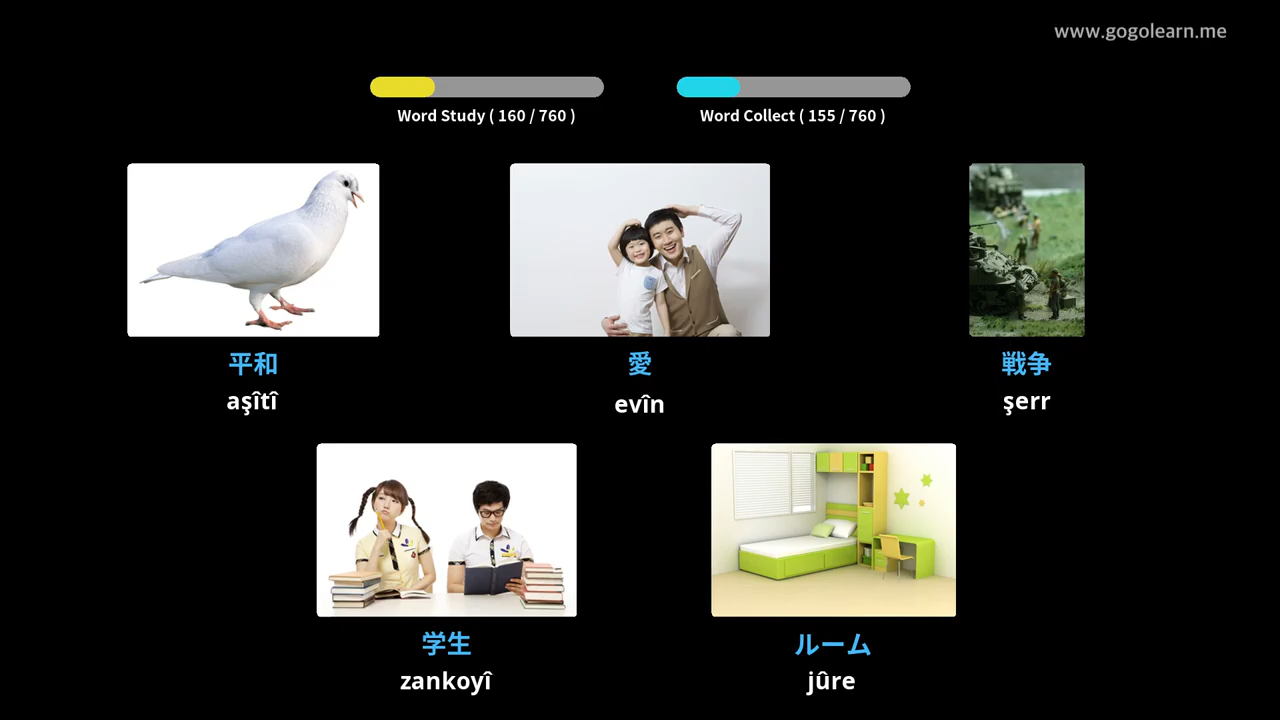 www.gogolearn.me
Word Study ( 160 / 760 )
Word Collect ( 155 / 760 )
平和
aşîtî
愛
evîn
戦争
şerr
学生
zankoyî
ルーム
jûre